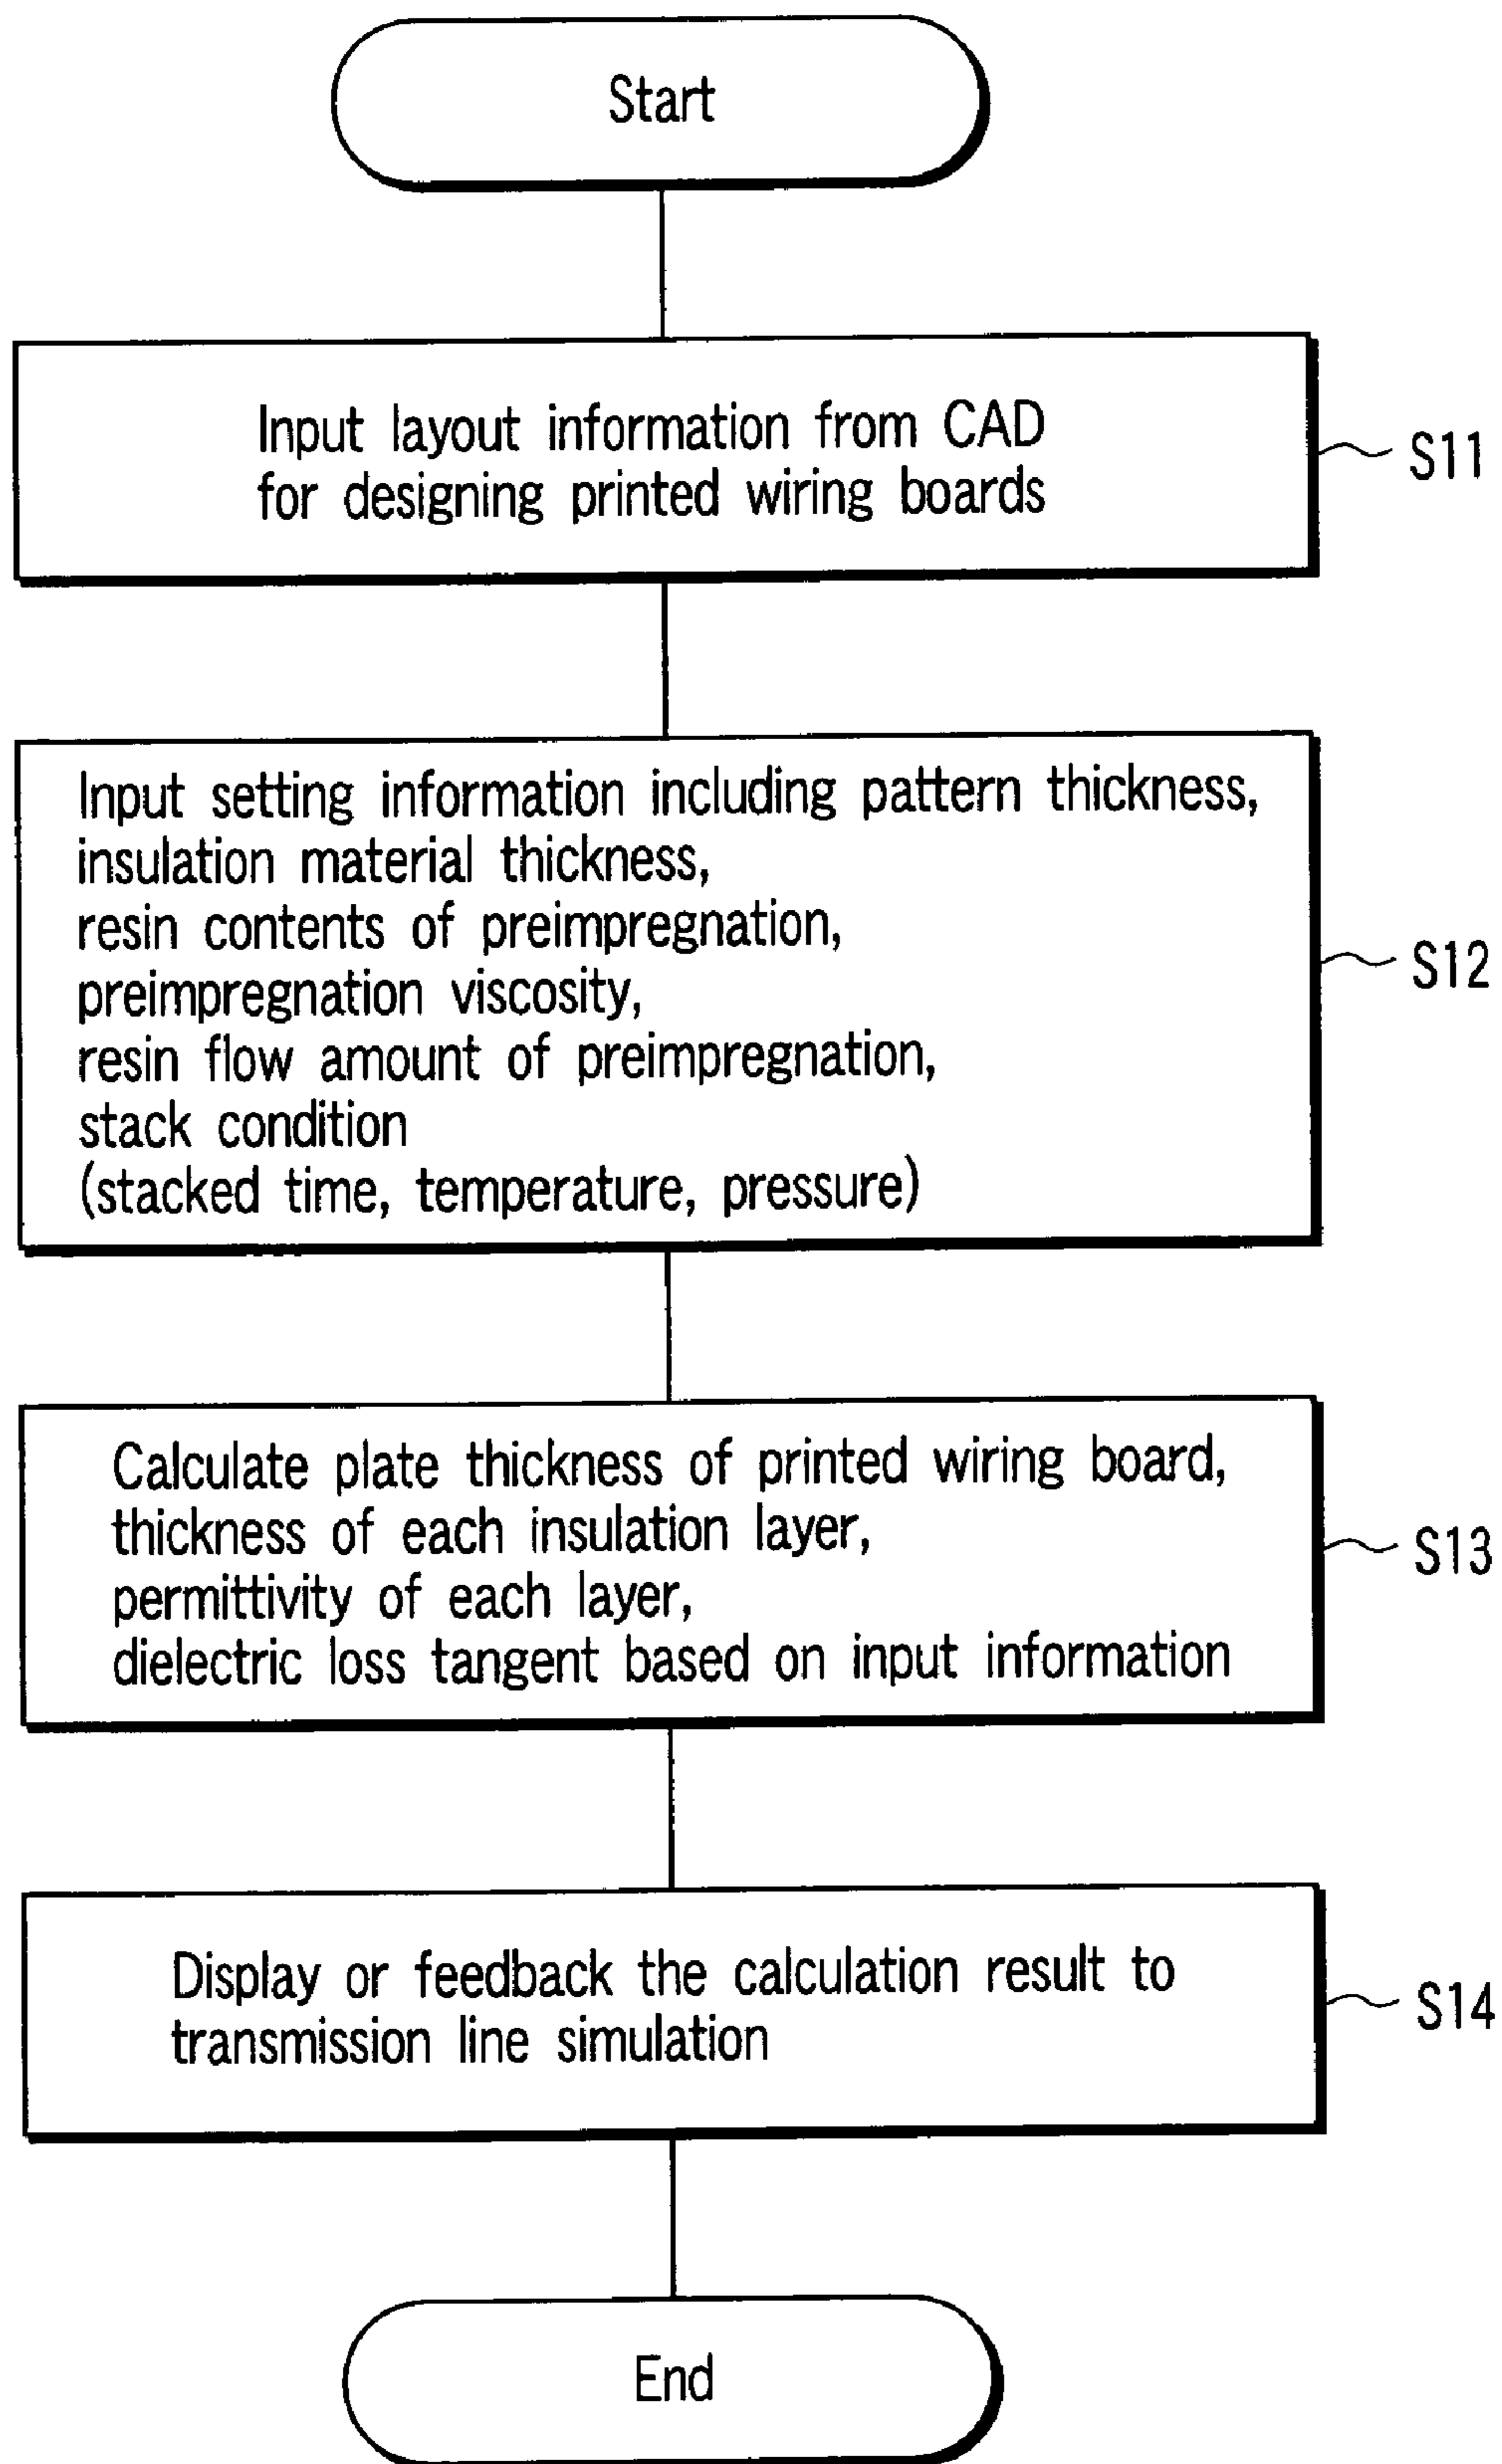 Start
Input layout information from CAD
for designing printed wiring boards
S11
Input setting information including pattern thickness,
insulation material thickness,
resin contents of preimpregnation,
preimpregnation viscosity,
resin flow amount of preimpregnation,
stack condition
(stacked time, temperature, pressure)
S12
Calculate plate thickness of printed wiring board,
thickness of each insulation layer,
permittivity of each layer,
dielectric loss tangent based on input information
S13
Display or feedback the calculation result to
transmission line simulation
S14
End